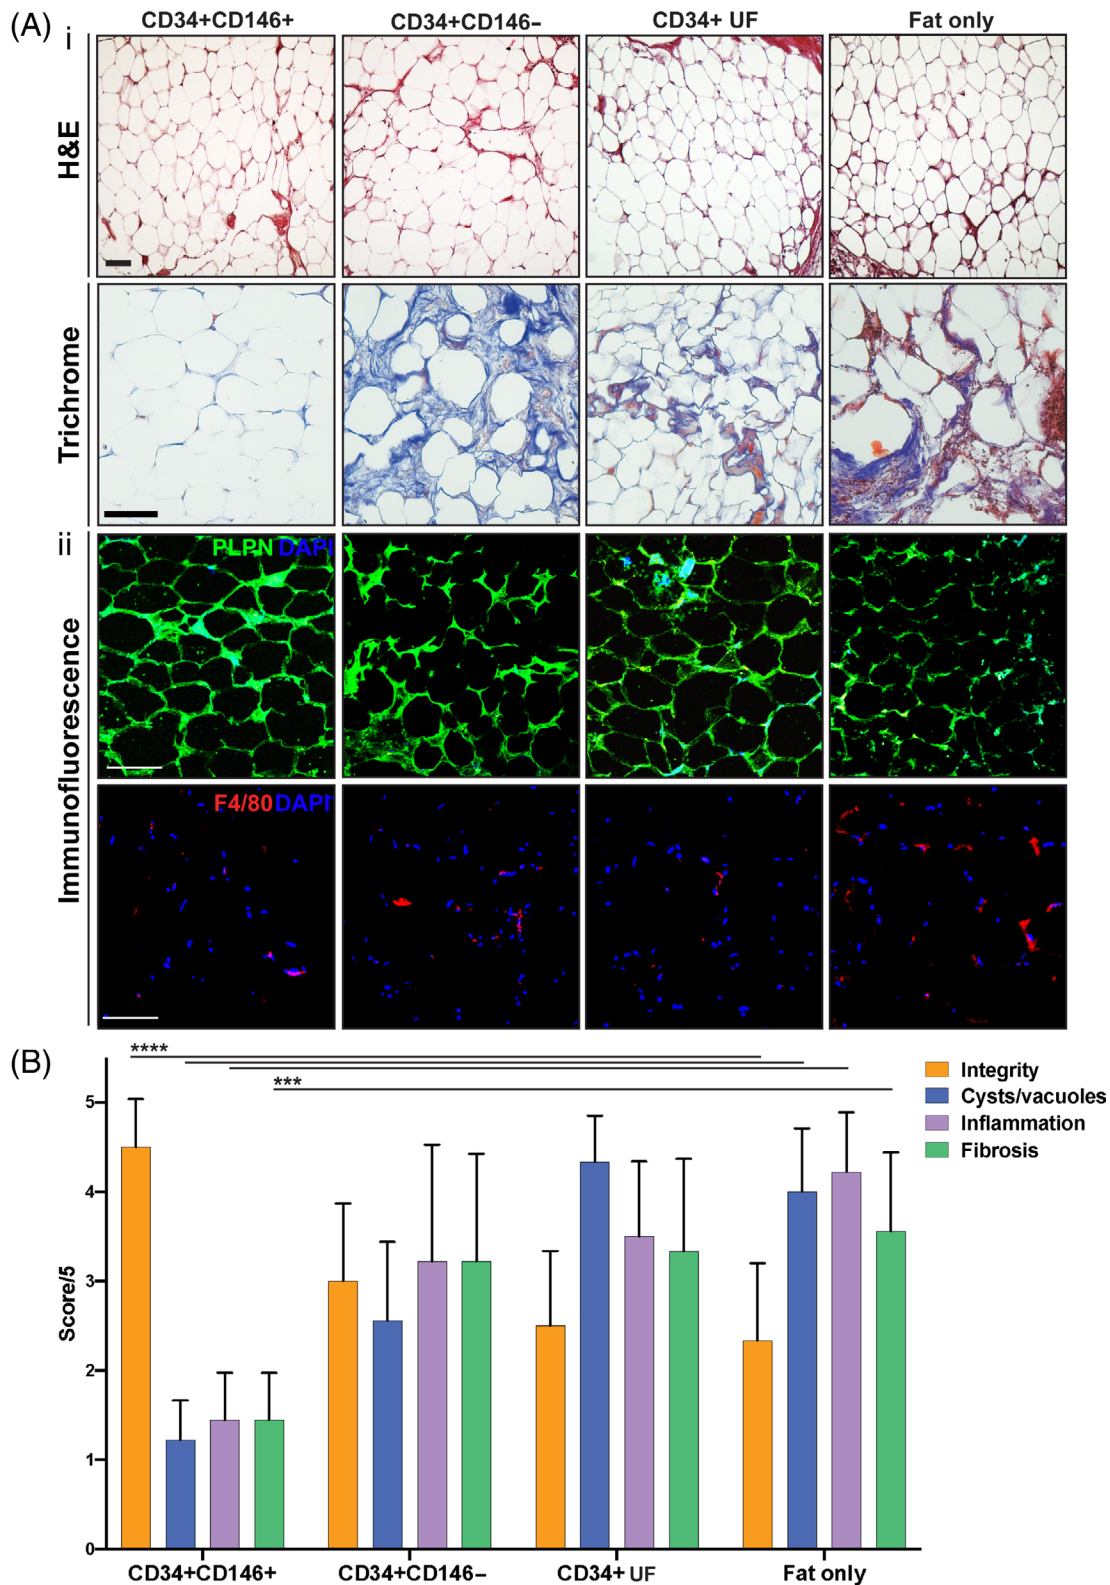 (A)
CD34+CD146+ CD34+CD146− CD34+ UF Fat only
i
H&E
Trichrome
ii
PLPN DAPI
Immunofluorescence
F4/80 DAPI
(B)
****
***
Integrity
Cysts/vacuoles
Inflammation
Fibrosis
5
4
3
2
1
0
Score/5
CD34+CD146+ CD34+CD146− CD34+ UF Fat only